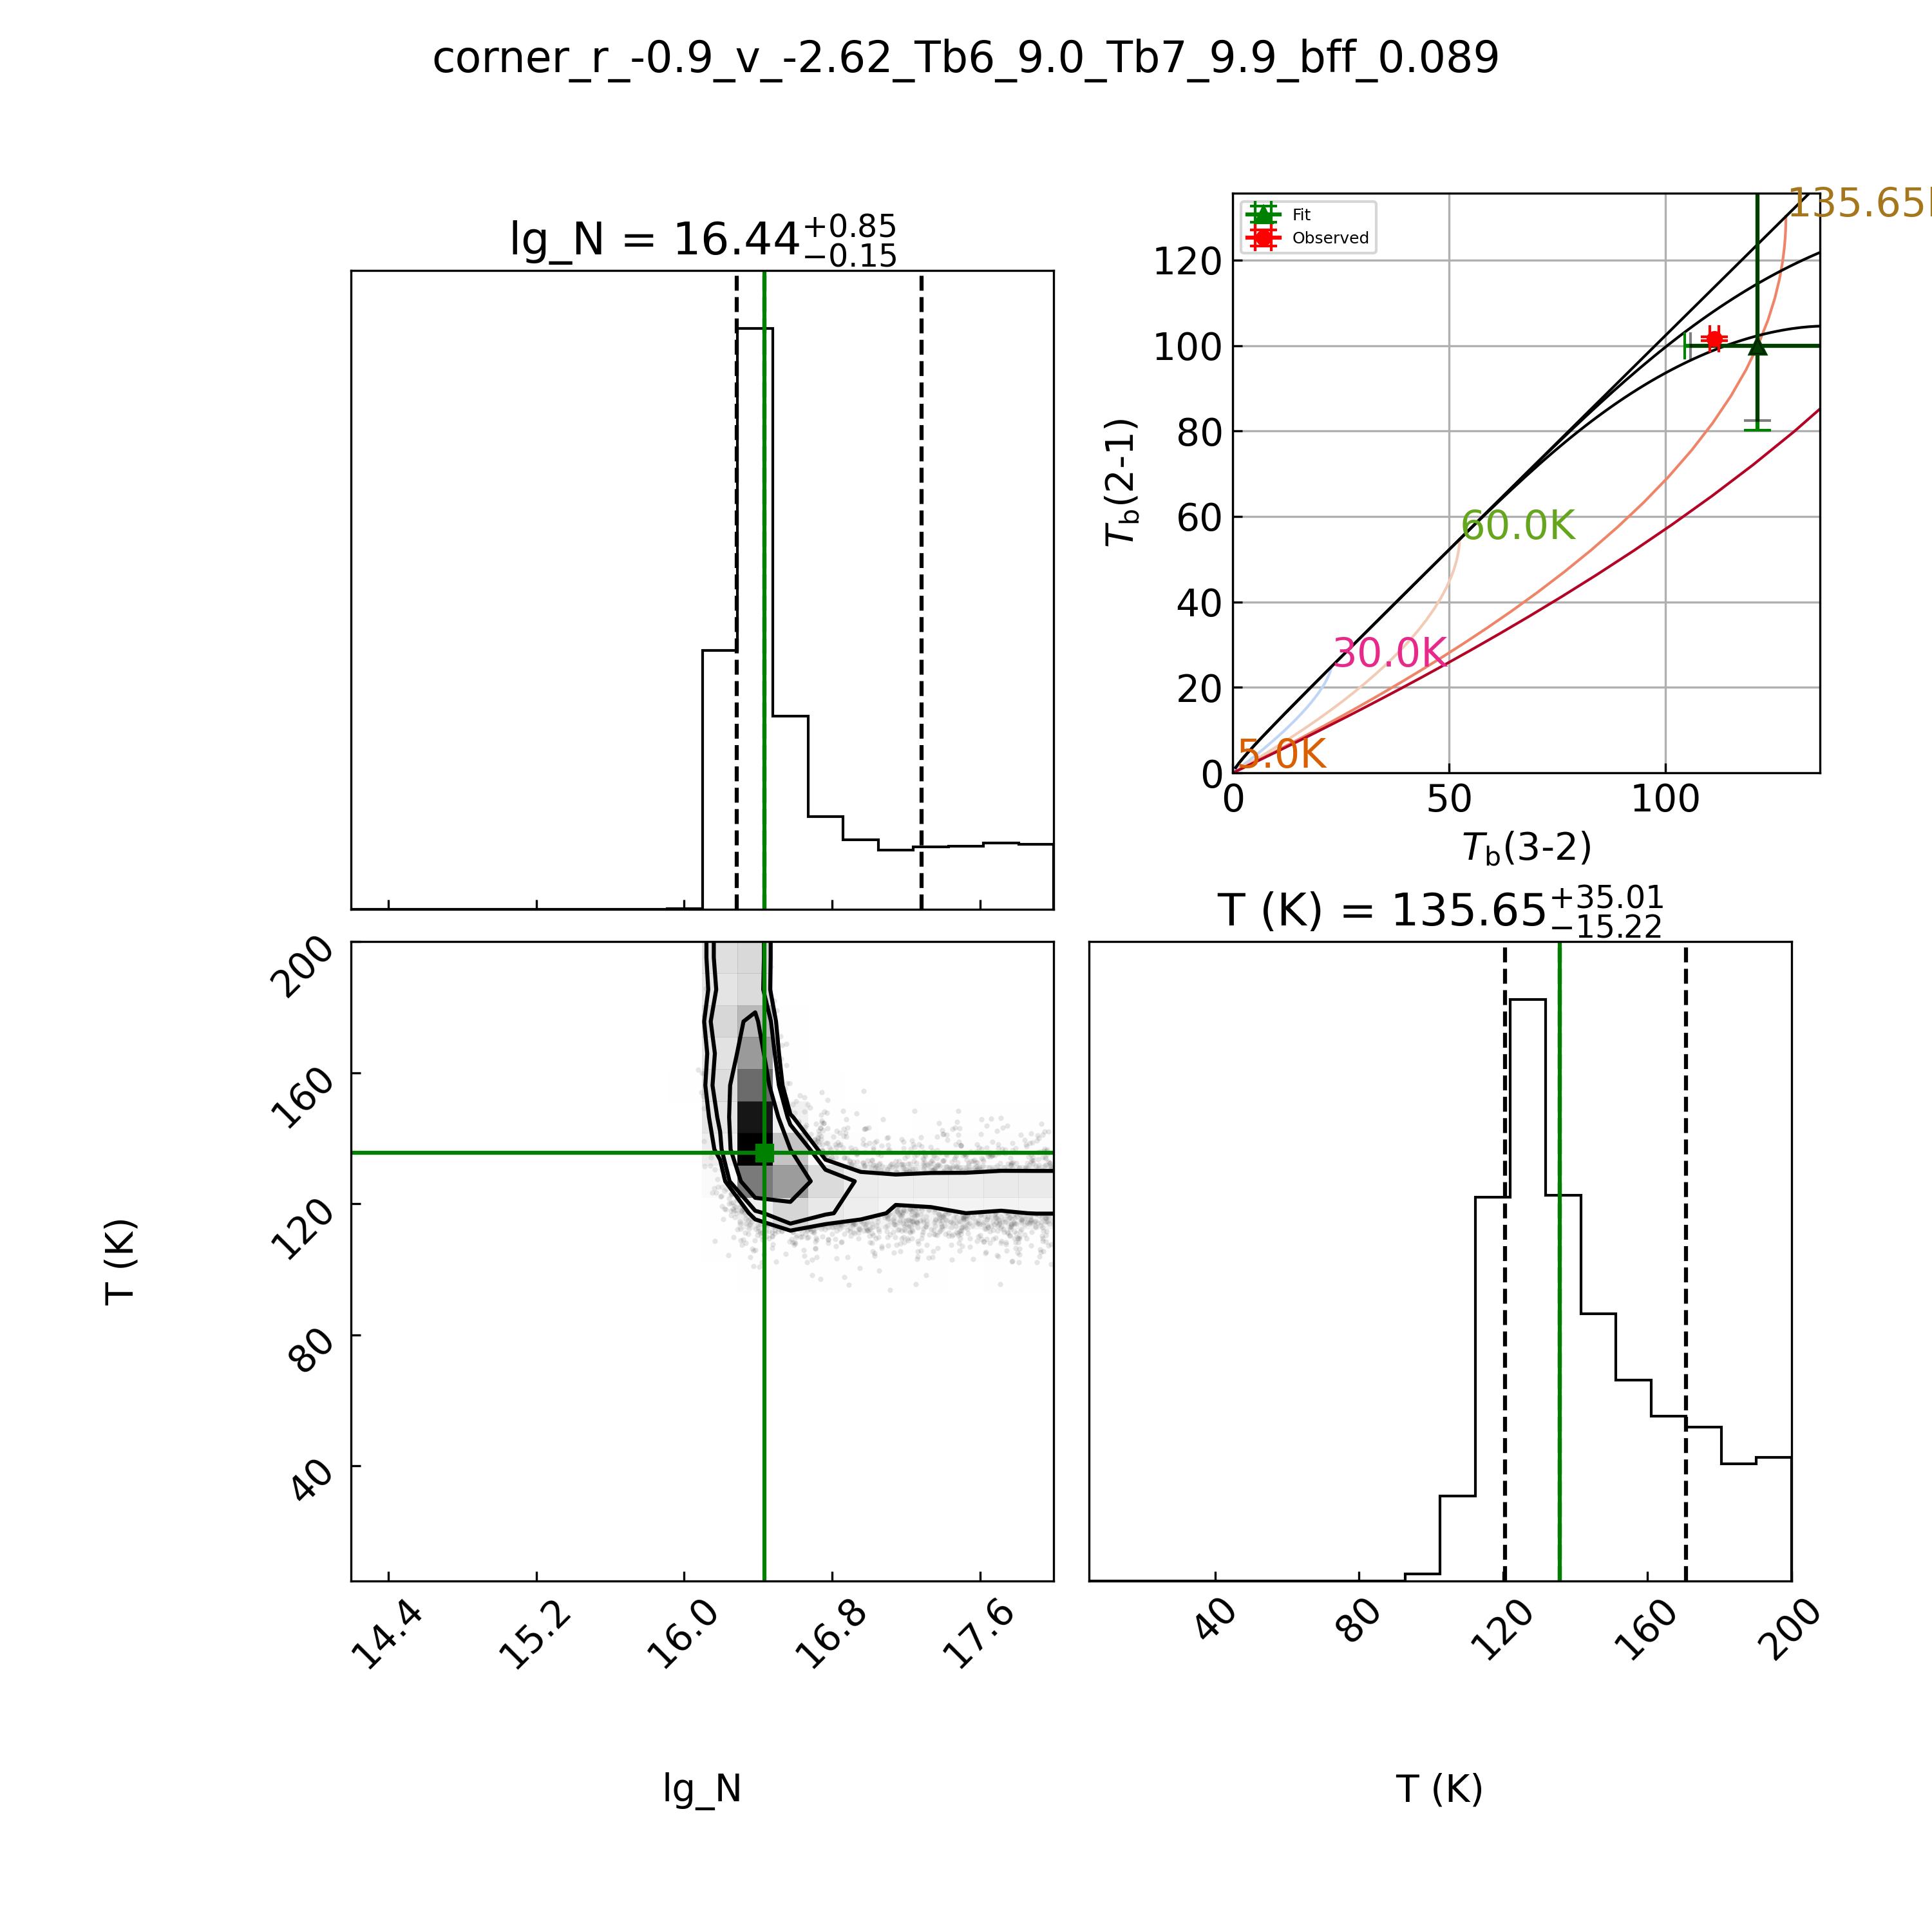 corner_r_-0.9_v_-2.62_Tb6_9.0_Tb7_9.9_bff_0.089
lg_N = 16.44 +0.85 −0.15
135.65K
Fit
Observed
120
100
80
60
40
20
0
60.0K
30.0K
5.0K
0 50 100
T_b(2-1)
T_b(3-2)
T (K) = 135.65 +35.01 −15.22
200
160
120
80
40
T (K)
14.4 15.2 16.0 16.8 17.6
40 80 120 160 200
lg_N
T (K)